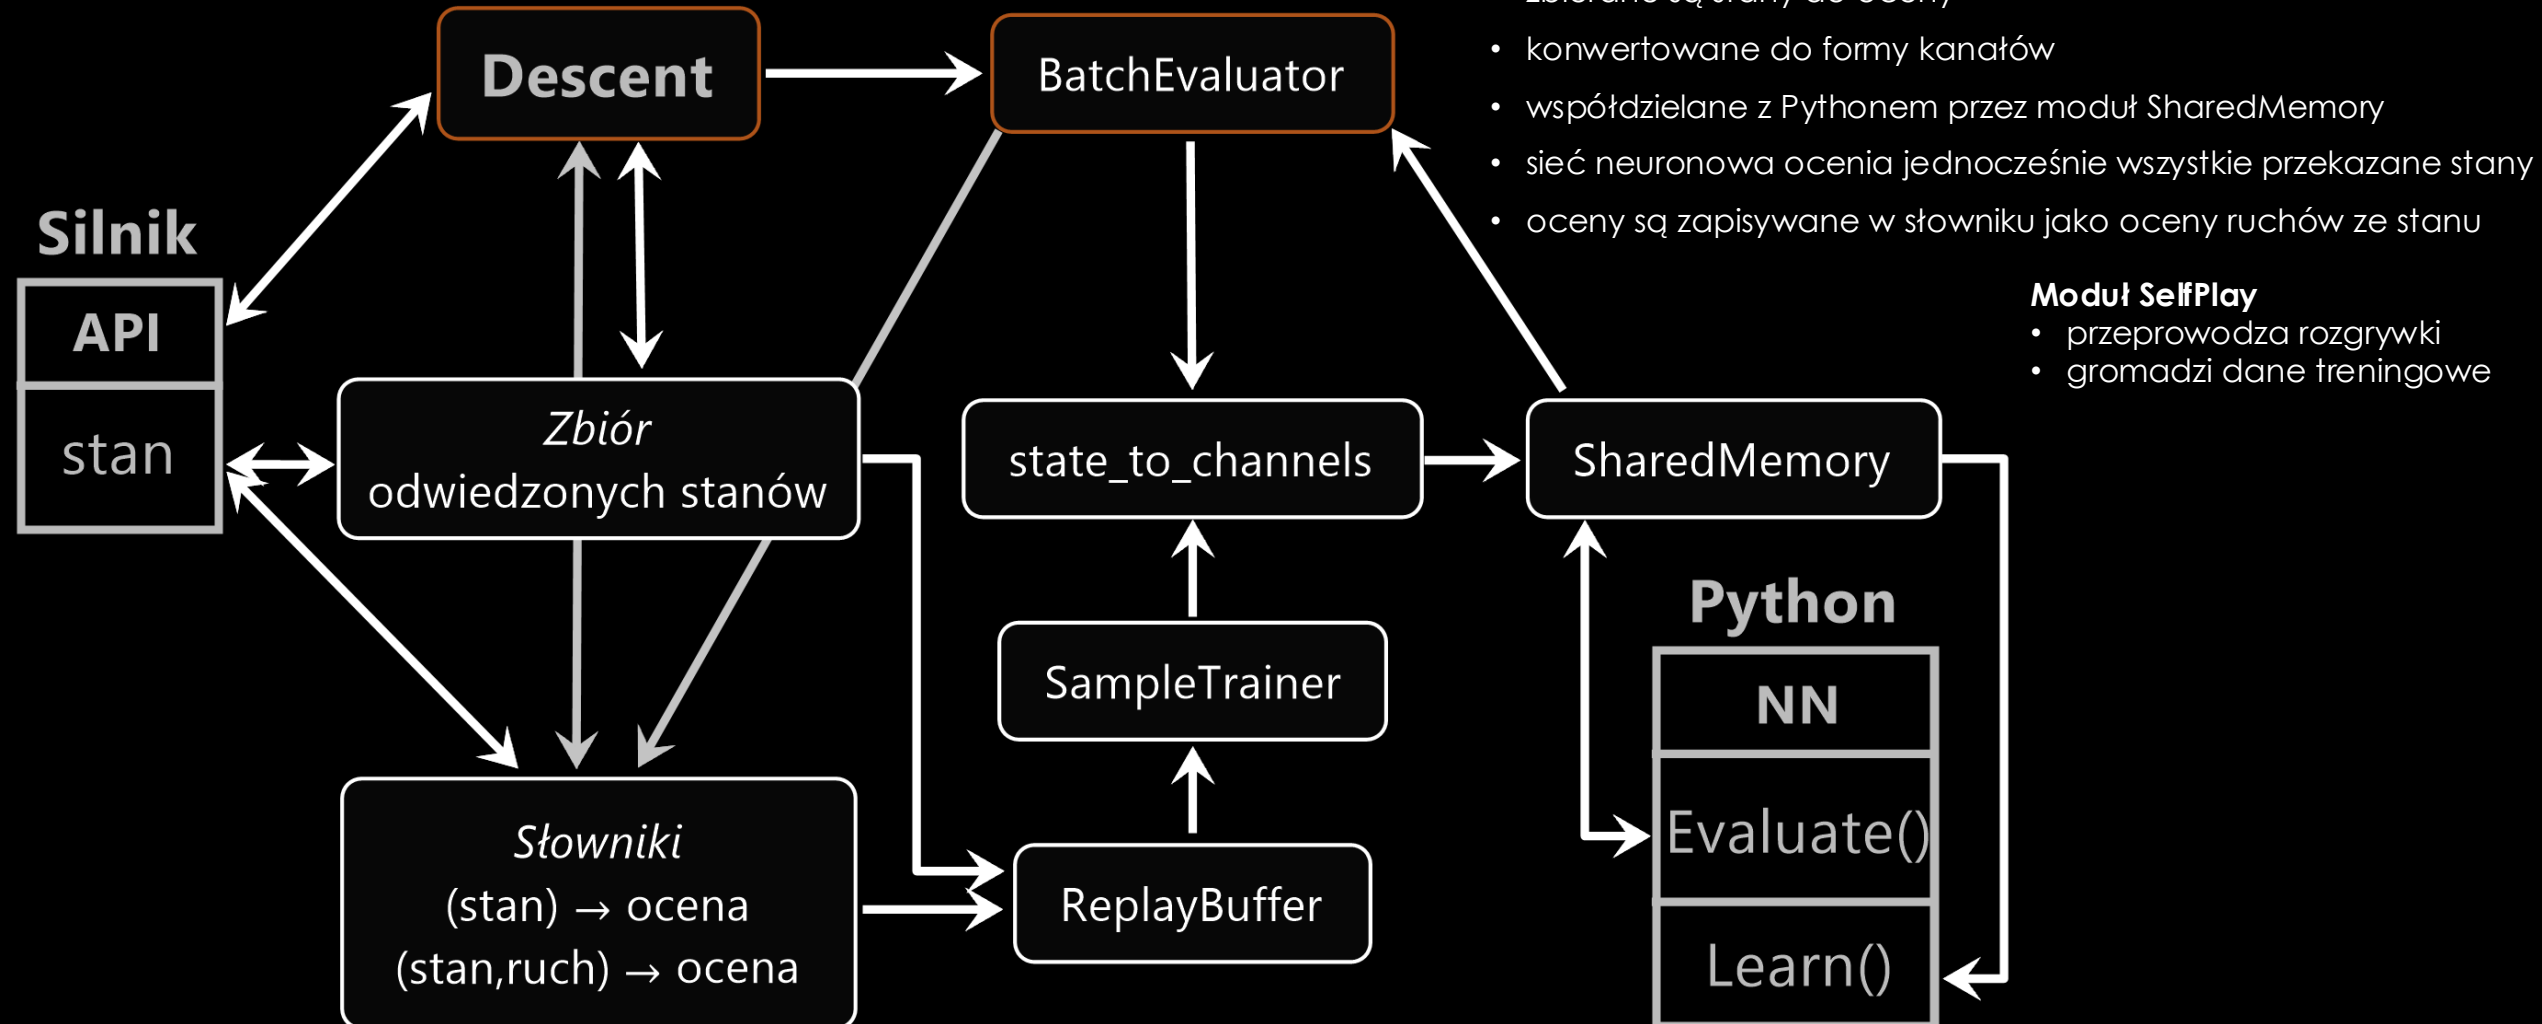 Descent
BatchEvaluator
• konwertowane do formy kanałów
• współdzielane z Pythonem przez moduł SharedMemory
• sieć neuronowa ocenia jednocześnie wszystkie przekazane stany
• oceny są zapisywane w słowniku jako oceny ruchów ze stanu
Silnik
API
stan
Moduł SelfPlay
• przeprowadza rozgrywki
• gromadzi dane treningowe
Zbiór
odwiedzonych stanów
state_to_channels
SharedMemory
Python
NN
Evaluate()
Learn()
SampleTrainer
ReplayBuffer
Słowniki
(stan) → ocena
(stan,ruch) → ocena